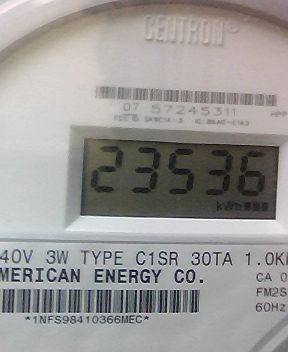 CENTRON®
07 57245311
23536
kWh
40V 3W TYPE C1SR 30TA 1.0K
MERICAN ENERGY CO.
CA 0
FM2S
60Hz
*1NFS98410366MEC*